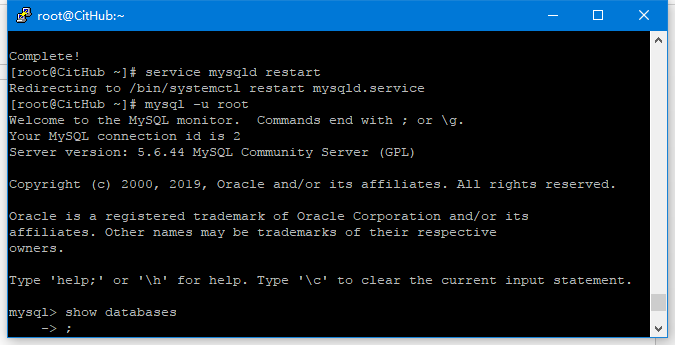 root@CitHub:~
Complete!
[root@CitHub ~]# service mysqld restart
Redirecting to /bin/systemctl restart mysqld.service
[root@CitHub ~]# mysql -u root
Welcome to the MySQL monitor.  Commands end with ; or \g.
Your MySQL connection id is 2
Server version: 5.6.44 MySQL Community Server (GPL)
Copyright (c) 2000, 2019, Oracle and/or its affiliates. All rights reserved.
Oracle is a registered trademark of Oracle Corporation and/or its
affiliates. Other names may be trademarks of their respective
owners.
Type 'help;' or '\h' for help. Type '\c' to clear the current input statement.
mysql> show databases
    -> ;